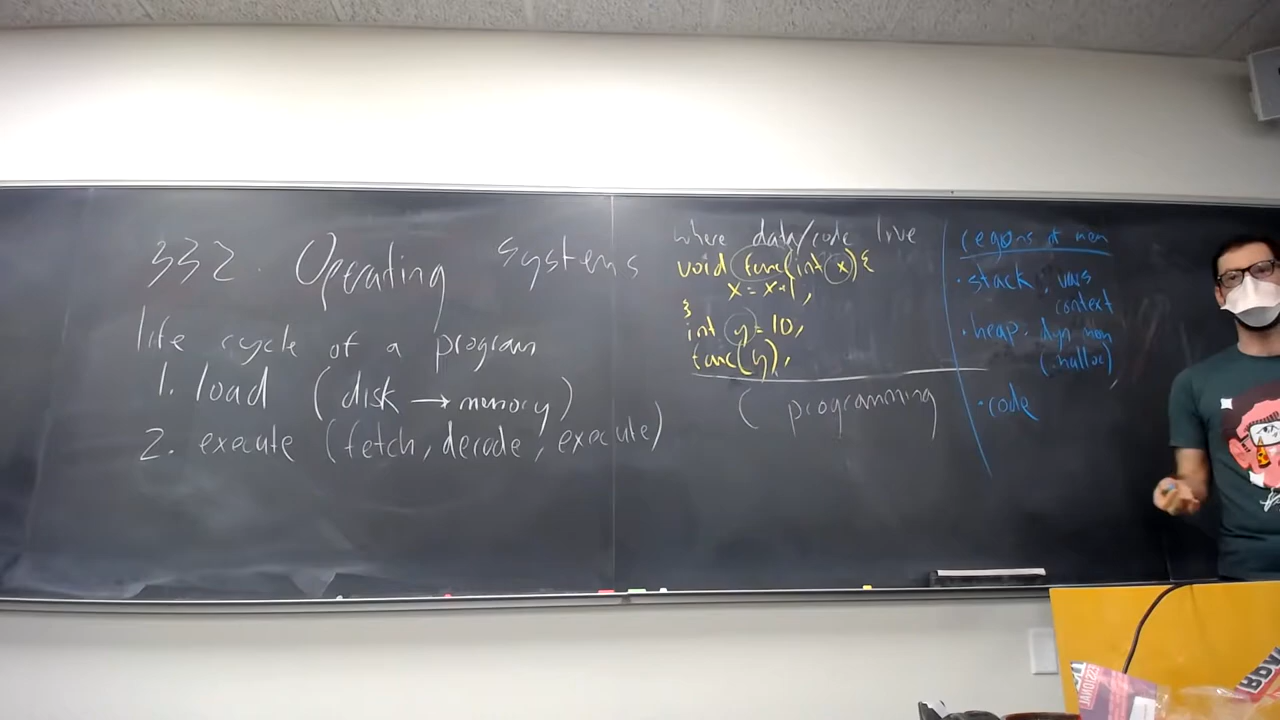 332. Operating Systems
life cycle of a program
1. load (disk → memory)
2. execute (fetch, decode, execute)
where data/code live
void func(int x){
x = x+1;
}
int y = 10;
func(y);
( programming
regions of mem
· stack . vars
context
· heap . dyn mem
(malloc)
· code